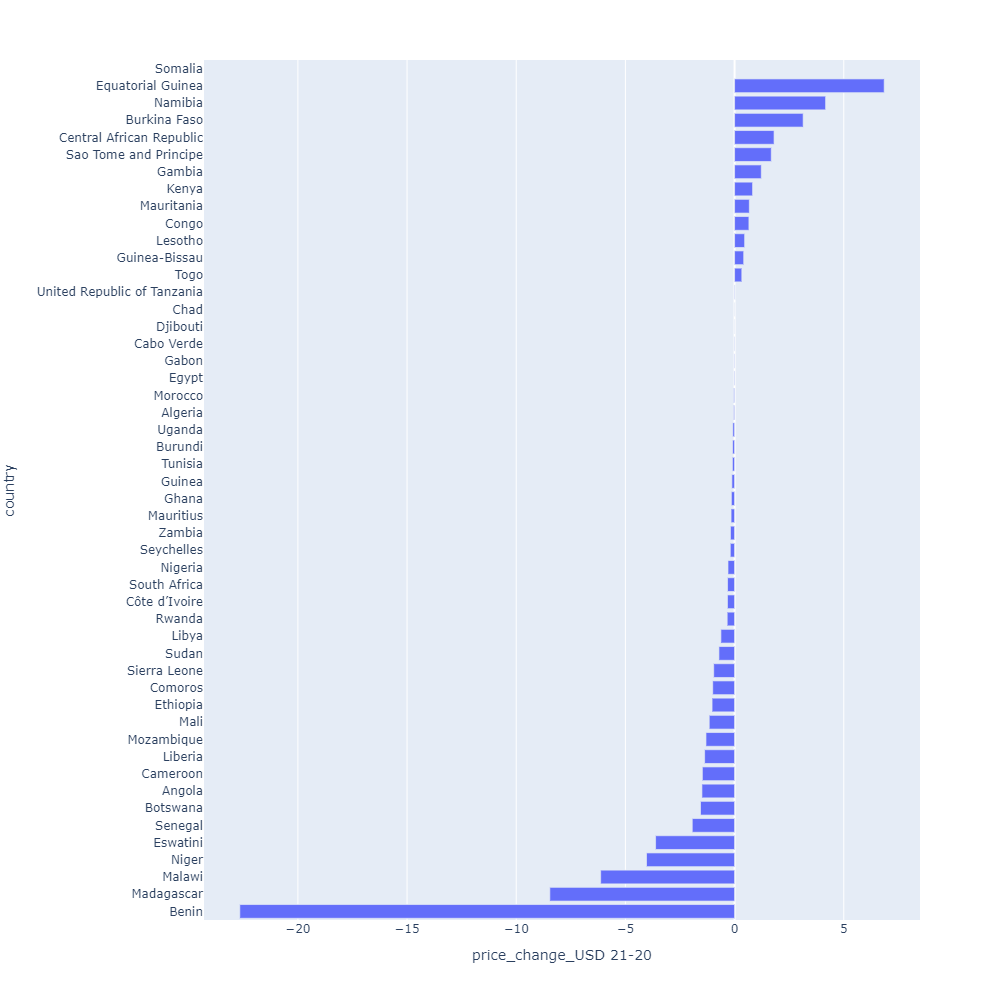 Somalia
Equatorial Guinea
Namibia
Burkina Faso
Central African Republic
Sao Tome and Principe
Gambia
Kenya
Mauritania
Congo
Lesotho
Guinea-Bissau
Togo
United Republic of Tanzania
Chad
Djibouti
Cabo Verde
Gabon
Egypt
Morocco
Algeria
Uganda
Burundi
Tunisia
Guinea
Ghana
Mauritius
Zambia
Seychelles
Nigeria
South Africa
Côte d’Ivoire
Rwanda
Libya
Sudan
Sierra Leone
Comoros
Ethiopia
Mali
Mozambique
Liberia
Cameroon
Angola
Botswana
Senegal
Eswatini
Niger
Malawi
Madagascar
Benin
country
−20 −15 −10 −5 0 5
price_change_USD 21-20